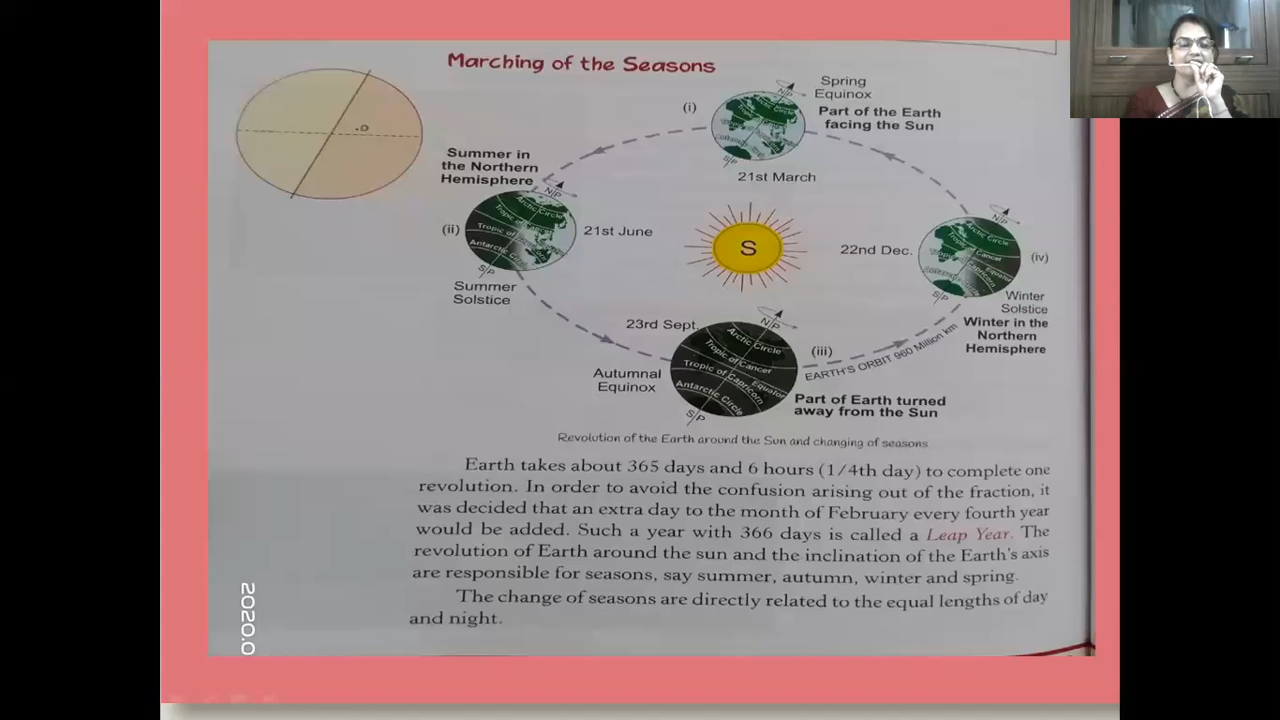 Marching of the Seasons
Spring
Equinox
N P
(i)
Part of the Earth
facing the Sun
Arctic Circle
S P
21st March
Summer in
the Northern
Hemisphere
N P
(ii)
Arctic Circle
Tropic of
Tropic of
Antarctic
S P
21st June
Summer
Solstice
S
22nd Dec.
N P
Arctic Circle
Tropic of
Cancer
Equator
Capricorn
S P
(iv)
Winter
Solstice
Winter in the
Northern
Hemisphere
23rd Sept.
N P
(iii)
Arctic Circle
Tropic of Cancer
Equator
Tropic of Capricorn
Antarctic Circle
S P
Autumnal
Equinox
EARTH'S ORBIT 960 Million km
Part of Earth turned
away from the Sun
Revolution of the Earth around the Sun and changing of seasons
Earth takes about 365 days and 6 hours (1/4th day) to complete one
revolution. In order to avoid the confusion arising out of the fraction, it
was decided that an extra day to the month of February every fourth year
would be added. Such a year with 366 days is called a Leap Year. The
revolution of Earth around the sun and the inclination of the Earth's axis
are responsible for seasons, say summer, autumn, winter and spring.
The change of seasons are directly related to the equal lengths of day
and night.
2020.0